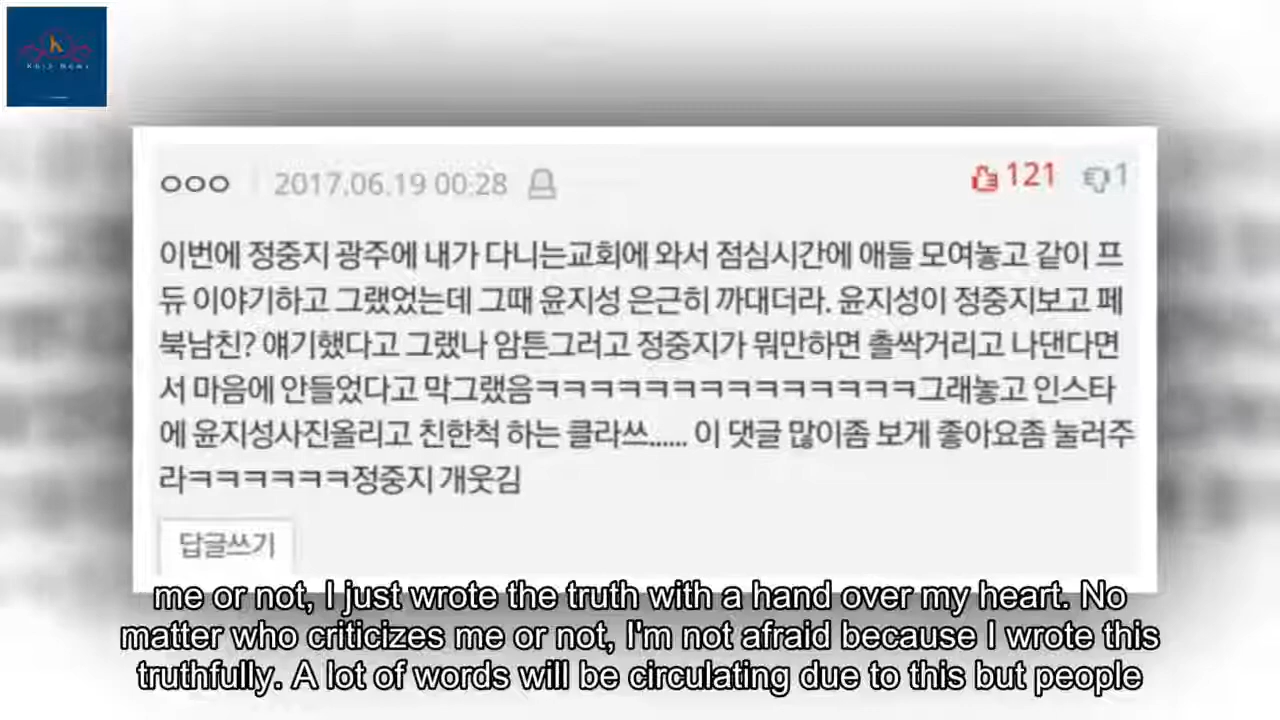 K
ooo 2017.06.19 00:28 121 1
이번에 정중지 광주에 내가 다니는교회에 와서 점심시간에 애들 모여놓고 같이 프
듀 이야기하고 그랬었는데 그때 윤지성 은근히 까대더라. 윤지성이 정중지보고 페
북남친? 얘기했다고 그랬나 암튼그러고 정중지가 뭐만하면 촐싹거리고 나댄다면
서 마음에 안들었다고 막그랬음ㅋㅋㅋㅋㅋㅋㅋㅋㅋㅋㅋㅋㅋㅋ그래놓고 인스타
에 윤지성사진올리고 친한척 하는 클라쓰...... 이 댓글 많이좀 보게 좋아요좀 눌러주
라ㅋㅋㅋㅋㅋㅋ정중지 개웃김
답글쓰기
me or not, I just wrote the truth with a hand over my heart. No
matter who criticizes me or not, I'm not afraid because I wrote this
truthfully. A lot of words will be circulating due to this but people